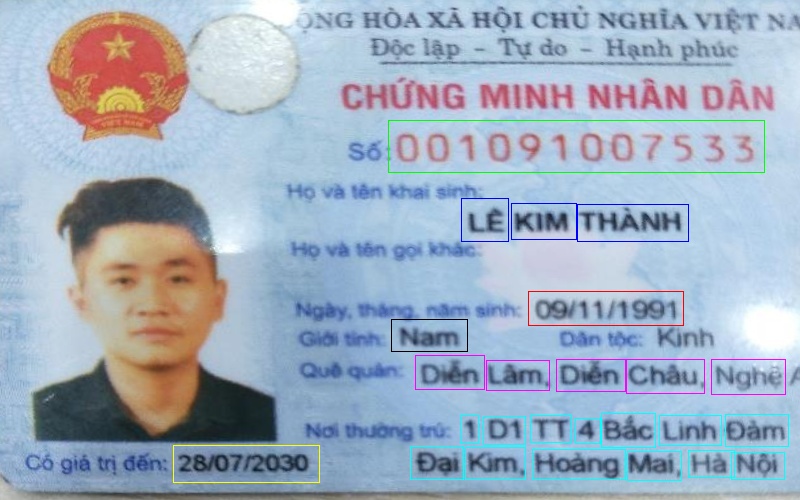 CỘNG HÒA XÃ HỘI CHỦ NGHĨA VIỆT NA
Độc lập - Tự do - Hạnh phúc
CHỨNG MINH NHÂN DÂN
Số: 001091007533
Họ và tên khai sinh:
LÊ KIM THÀNH
Họ và tên gọi khác:
Ngày, tháng, năm sinh: 09/11/1991
Giới tính: Nam Dân tộc: Kinh
Quê quán: Diễn Lâm, Diễn Châu, Nghệ A
Nơi thường trú: 1 D1 TT 4 Bắc Linh Đàm
Đại Kim, Hoàng Mai, Hà Nội
Có giá trị đến: 28/07/2030